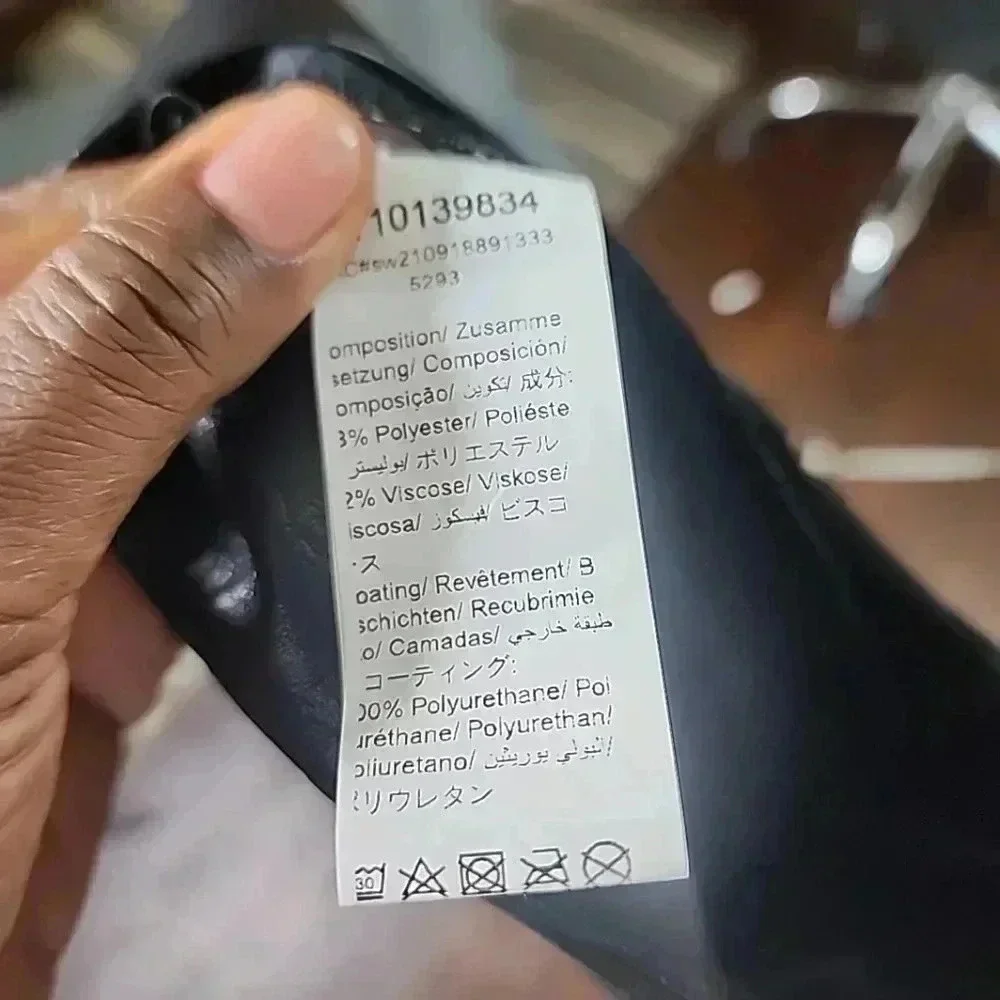 10139834
C#sw210918891333
5293
omposition/ Zusamme
setzung/ Composición/
omposição/ تكوين/ 成分:
3% Polyester/ Poliéste
بوليستر/ ポリエステル
2% Viscose/ Viskose/
iscosa/ فيسكوز/ ビスコ
・ス
oating/ Revêtement/ B
schichten/ Recubrimie
o/ Camadas/ طبقة خارجي
コーティング:
00% Polyurethane/ Pol
uréthane/ Polyurethan/
oliuretano/ البولي يوريثين/
リウレタン
30